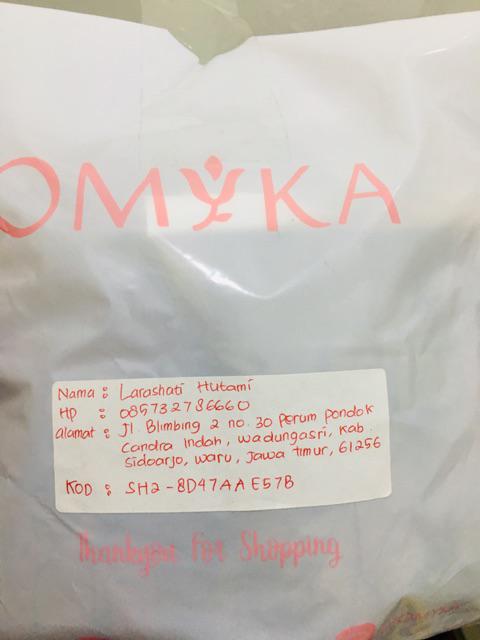 OMYKA
Nama : Larashati Hutami
HP : 085732786660
alamat : Jl. Blimbing 2 no. 30 Perum pondok
Candra Indah, wadungasri, kab.
Sidoarjo, waru, Jawa timur, 61256
KOD : SH2-8D47AAE57B
Thankyou For Shopping